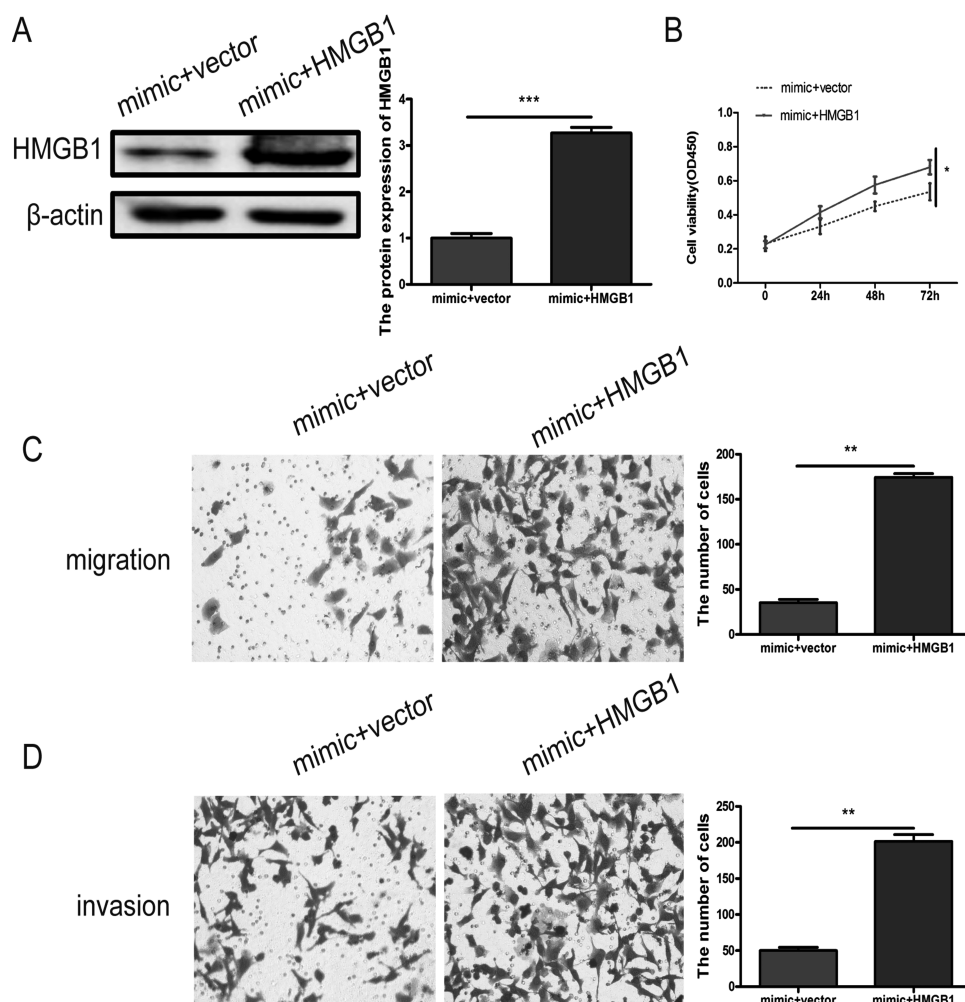 A
mimic+vector
mimic+HMGB1
HMGB1
β-actin
The protein expression of HMGB1
4
3
2
1
0
***
mimic+vector
mimic+HMGB1
B
mimic+vector
mimic+HMGB1
Cell viability(OD450)
1.0
0.8
0.6
0.4
0.2
0.0
*
0
24h
48h
72h
C
mimic+vector
mimic+HMGB1
migration
The number of cells
200
150
100
50
0
**
mimic+vector
mimic+HMGB1
D
mimic+vector
mimic+HMGB1
invasion
The number of cells
250
200
150
100
50
0
**
mimic+vector
mimic+HMGB1